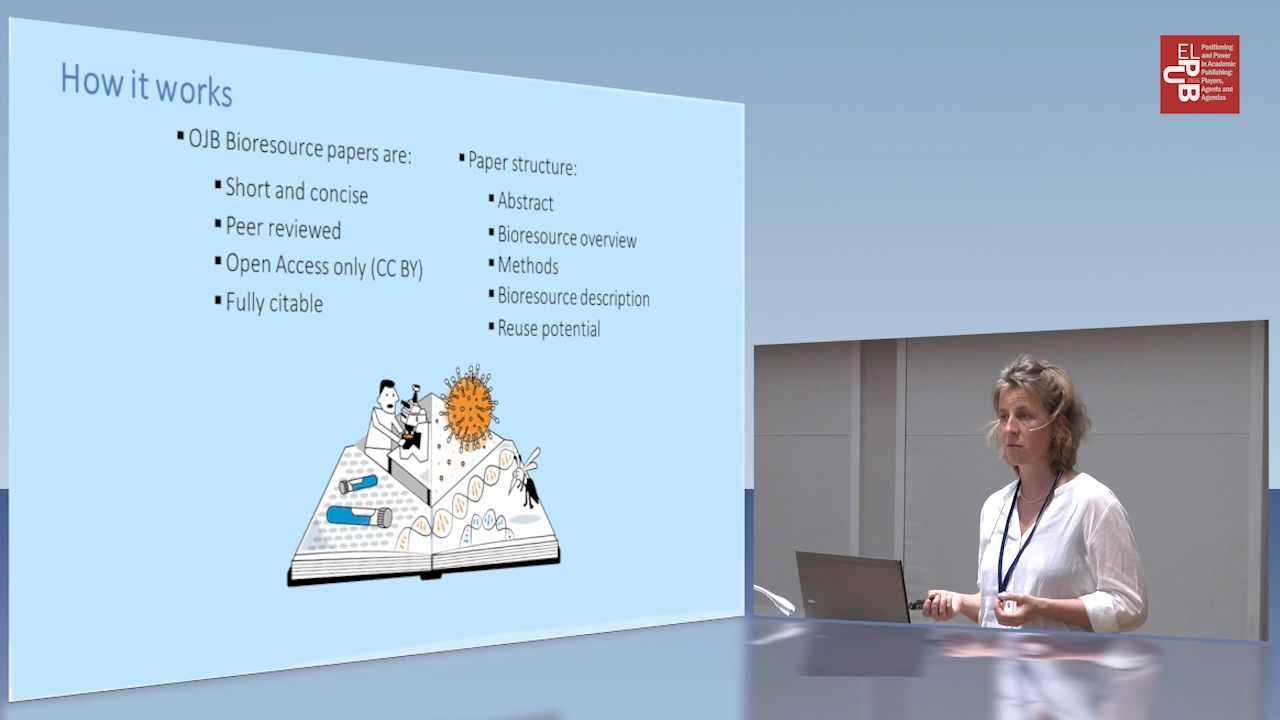 How it works
OJB Bioresource papers are:
Short and concise
Peer reviewed
Open Access only (CC BY)
Fully citable
Paper structure:
Abstract
Bioresource overview
Methods
Bioresource description
Reuse potential
ELPUB
2016
Positioning
and Power
in Academic
Publishing:
Players,
Agents and
Agendas